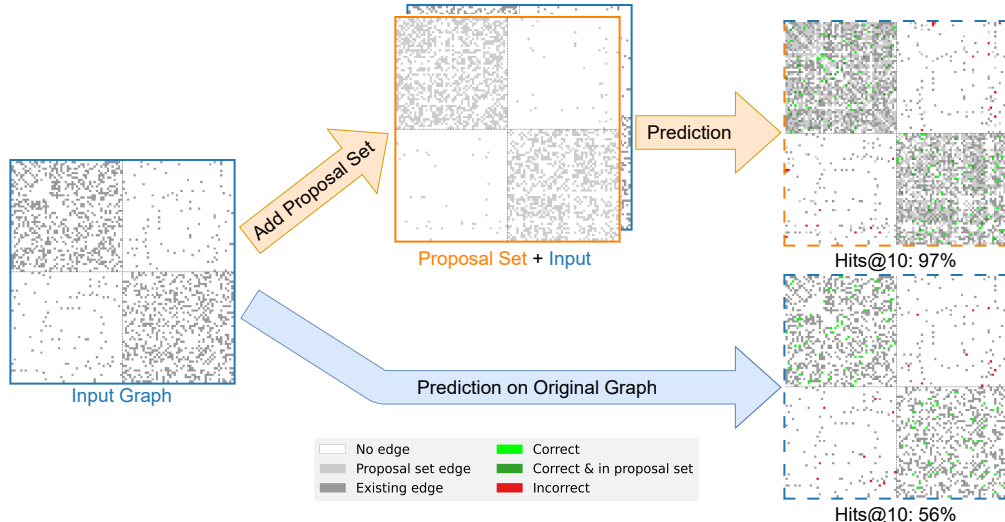 Add Proposal Set
Prediction
Proposal Set + Input
Hits@10: 97%
Input Graph
Prediction on Original Graph
No edge
Proposal set edge
Existing edge
Correct
Correct & in proposal set
Incorrect
Hits@10: 56%